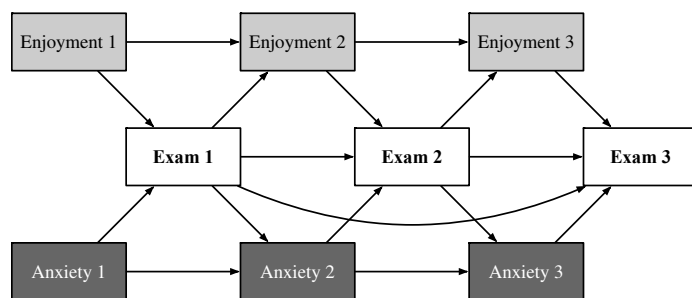 Enjoyment 1
Enjoyment 2
Enjoyment 3
Exam 1
Exam 2
Exam 3
Anxiety 1
Anxiety 2
Anxiety 3